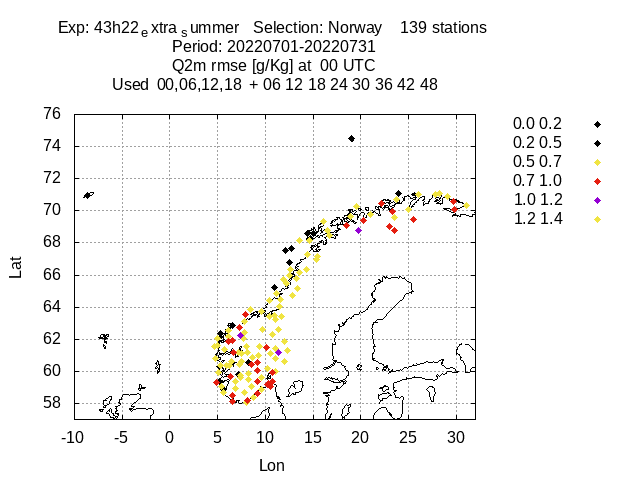 Exp: 43h22extrasummer Selection: Norway 139 stations
Period: 20220701-20220731
Q2m rmse [g/Kg] at 00 UTC
Used 00,06,12,18 + 06 12 18 24 30 36 42 48
76
74
72
70
68
66
64
62
60
58
Lat
-10 -5 0 5 10 15 20 25 30
Lon
0.0 0.2
0.2 0.5
0.5 0.7
0.7 1.0
1.0 1.2
1.2 1.4